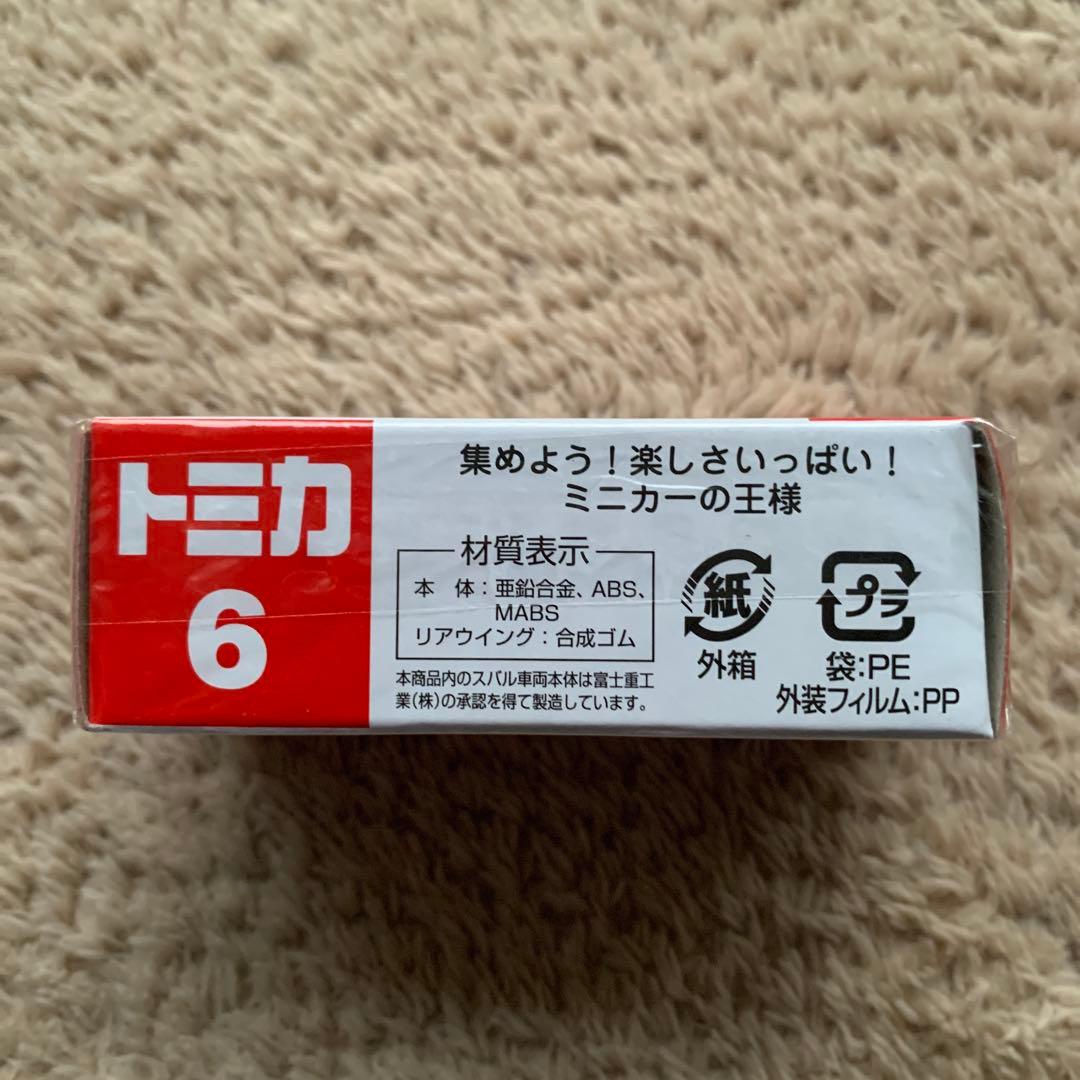 トミカ
6
集めよう！楽しさいっぱい！
ミニカーの王様
材質表示
本　体：亜鉛合金、ABS、
MABS
リアウイング：合成ゴム
本商品内のスバル車両本体は富士重工
業(株)の承認を得て製造しています。
紙
外箱
プラ
袋:PE
外装フィルム:PP